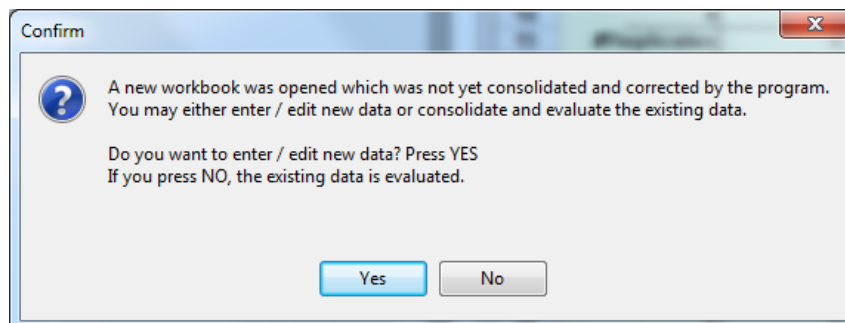 Confirm
A new workbook was opened which was not yet consolidated and corrected by the program.
You may either enter / edit new data or consolidate and evaluate the existing data.
Do you want to enter / edit new data? Press YES
If you press NO, the existing data is evaluated.
Yes
No